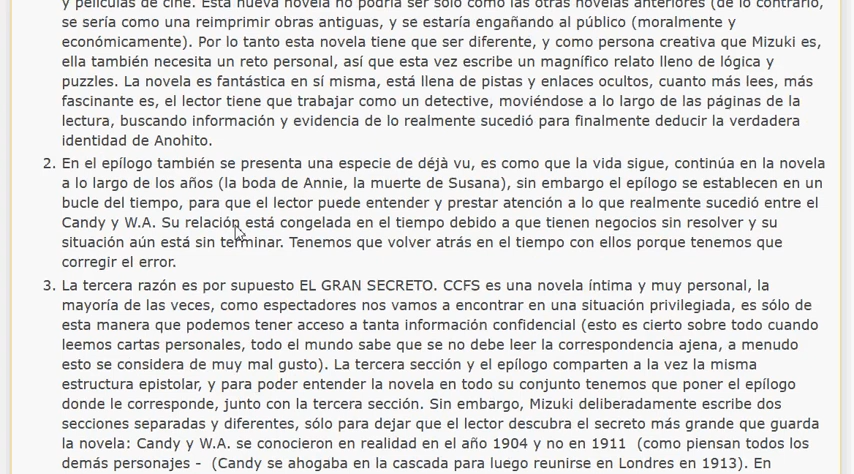 y películas de cine. Esta nueva novela no podría ser sólo como las otras novelas anteriores (de lo contrario,
se sería como una reimprimir obras antiguas, y se estaría engañando al público (moralmente y
económicamente). Por lo tanto esta novela tiene que ser diferente, y como persona creativa que Mizuki es,
ella también necesita un reto personal, así que esta vez escribe un magnífico relato lleno de lógica y
puzzles. La novela es fantástica en sí misma, está llena de pistas y enlaces ocultos, cuanto más lees, más
fascinante es, el lector tiene que trabajar como un detective, moviéndose a lo largo de las páginas de la
lectura, buscando información y evidencia de lo realmente sucedió para finalmente deducir la verdadera
identidad de Anohito.
2. En el epílogo también se presenta una especie de déjà vu, es como que la vida sigue, continúa en la novela
a lo largo de los años (la boda de Annie, la muerte de Susana), sin embargo el epílogo se establecen en un
bucle del tiempo, para que el lector puede entender y prestar atención a lo que realmente sucedió entre el
Candy y W.A. Su relación está congelada en el tiempo debido a que tienen negocios sin resolver y su
situación aún está sin terminar. Tenemos que volver atrás en el tiempo con ellos porque tenemos que
corregir el error.
3. La tercera razón es por supuesto EL GRAN SECRETO. CCFS es una novela íntima y muy personal, la
mayoría de las veces, como espectadores nos vamos a encontrar en una situación privilegiada, es sólo de
esta manera que podemos tener acceso a tanta información confidencial (esto es cierto sobre todo cuando
leemos cartas personales, todo el mundo sabe que se no debe leer la correspondencia ajena, a menudo
esto se considera de muy mal gusto). La tercera sección y el epílogo comparten a la vez la misma
estructura epistolar, y para poder entender la novela en todo su conjunto tenemos que poner el epílogo
donde le corresponde, junto con la tercera sección. Sin embargo, Mizuki deliberadamente escribe dos
secciones separadas y diferentes, sólo para dejar que el lector descubra el secreto más grande que guarda
la novela: Candy y W.A. se conocieron en realidad en el año 1904 y no en 1911 (como piensan todos los
demás personajes - (Candy se ahogaba en la cascada para luego reunirse en Londres en 1913). En